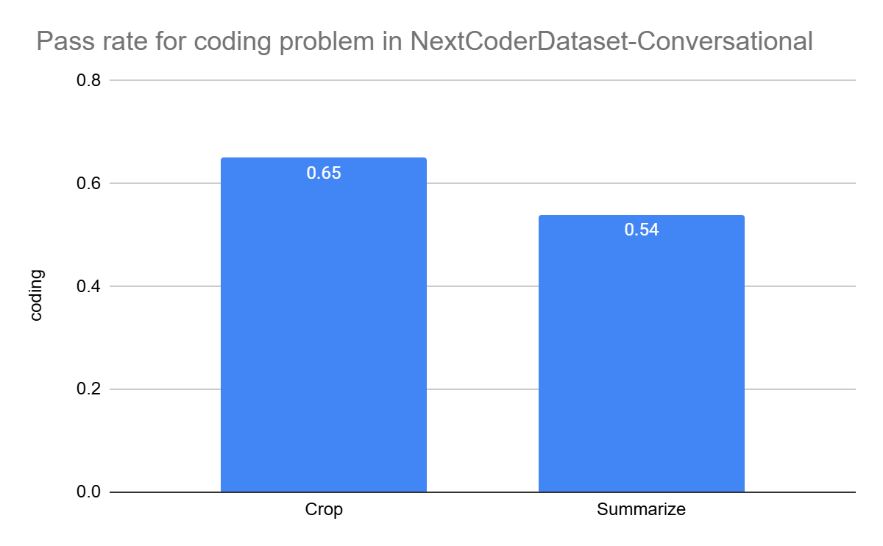 Pass rate for coding problem in NextCoderDataset-Conversational
0.8
0.6
0.4
0.2
0.0
coding
0.65
0.54
Crop
Summarize